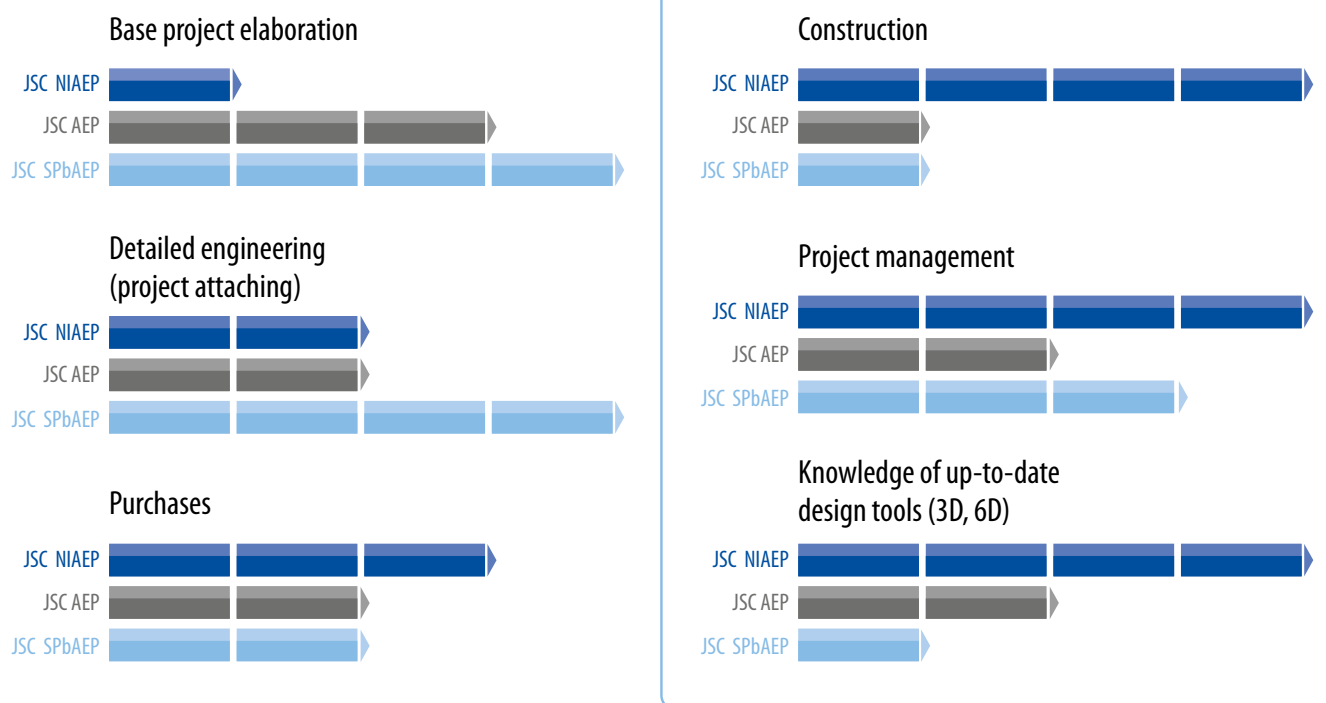 Base project elaboration
JSC NIAEP
JSC AEP
JSC SPbAEP
Detailed engineering
(project attaching)
JSC NIAEP
JSC AEP
JSC SPbAEP
Purchases
JSC NIAEP
JSC AEP
JSC SPbAEP
Construction
JSC NIAEP
JSC AEP
JSC SPbAEP
Project management
JSC NIAEP
JSC AEP
JSC SPbAEP
Knowledge of up-to-date
design tools (3D, 6D)
JSC NIAEP
JSC AEP
JSC SPbAEP